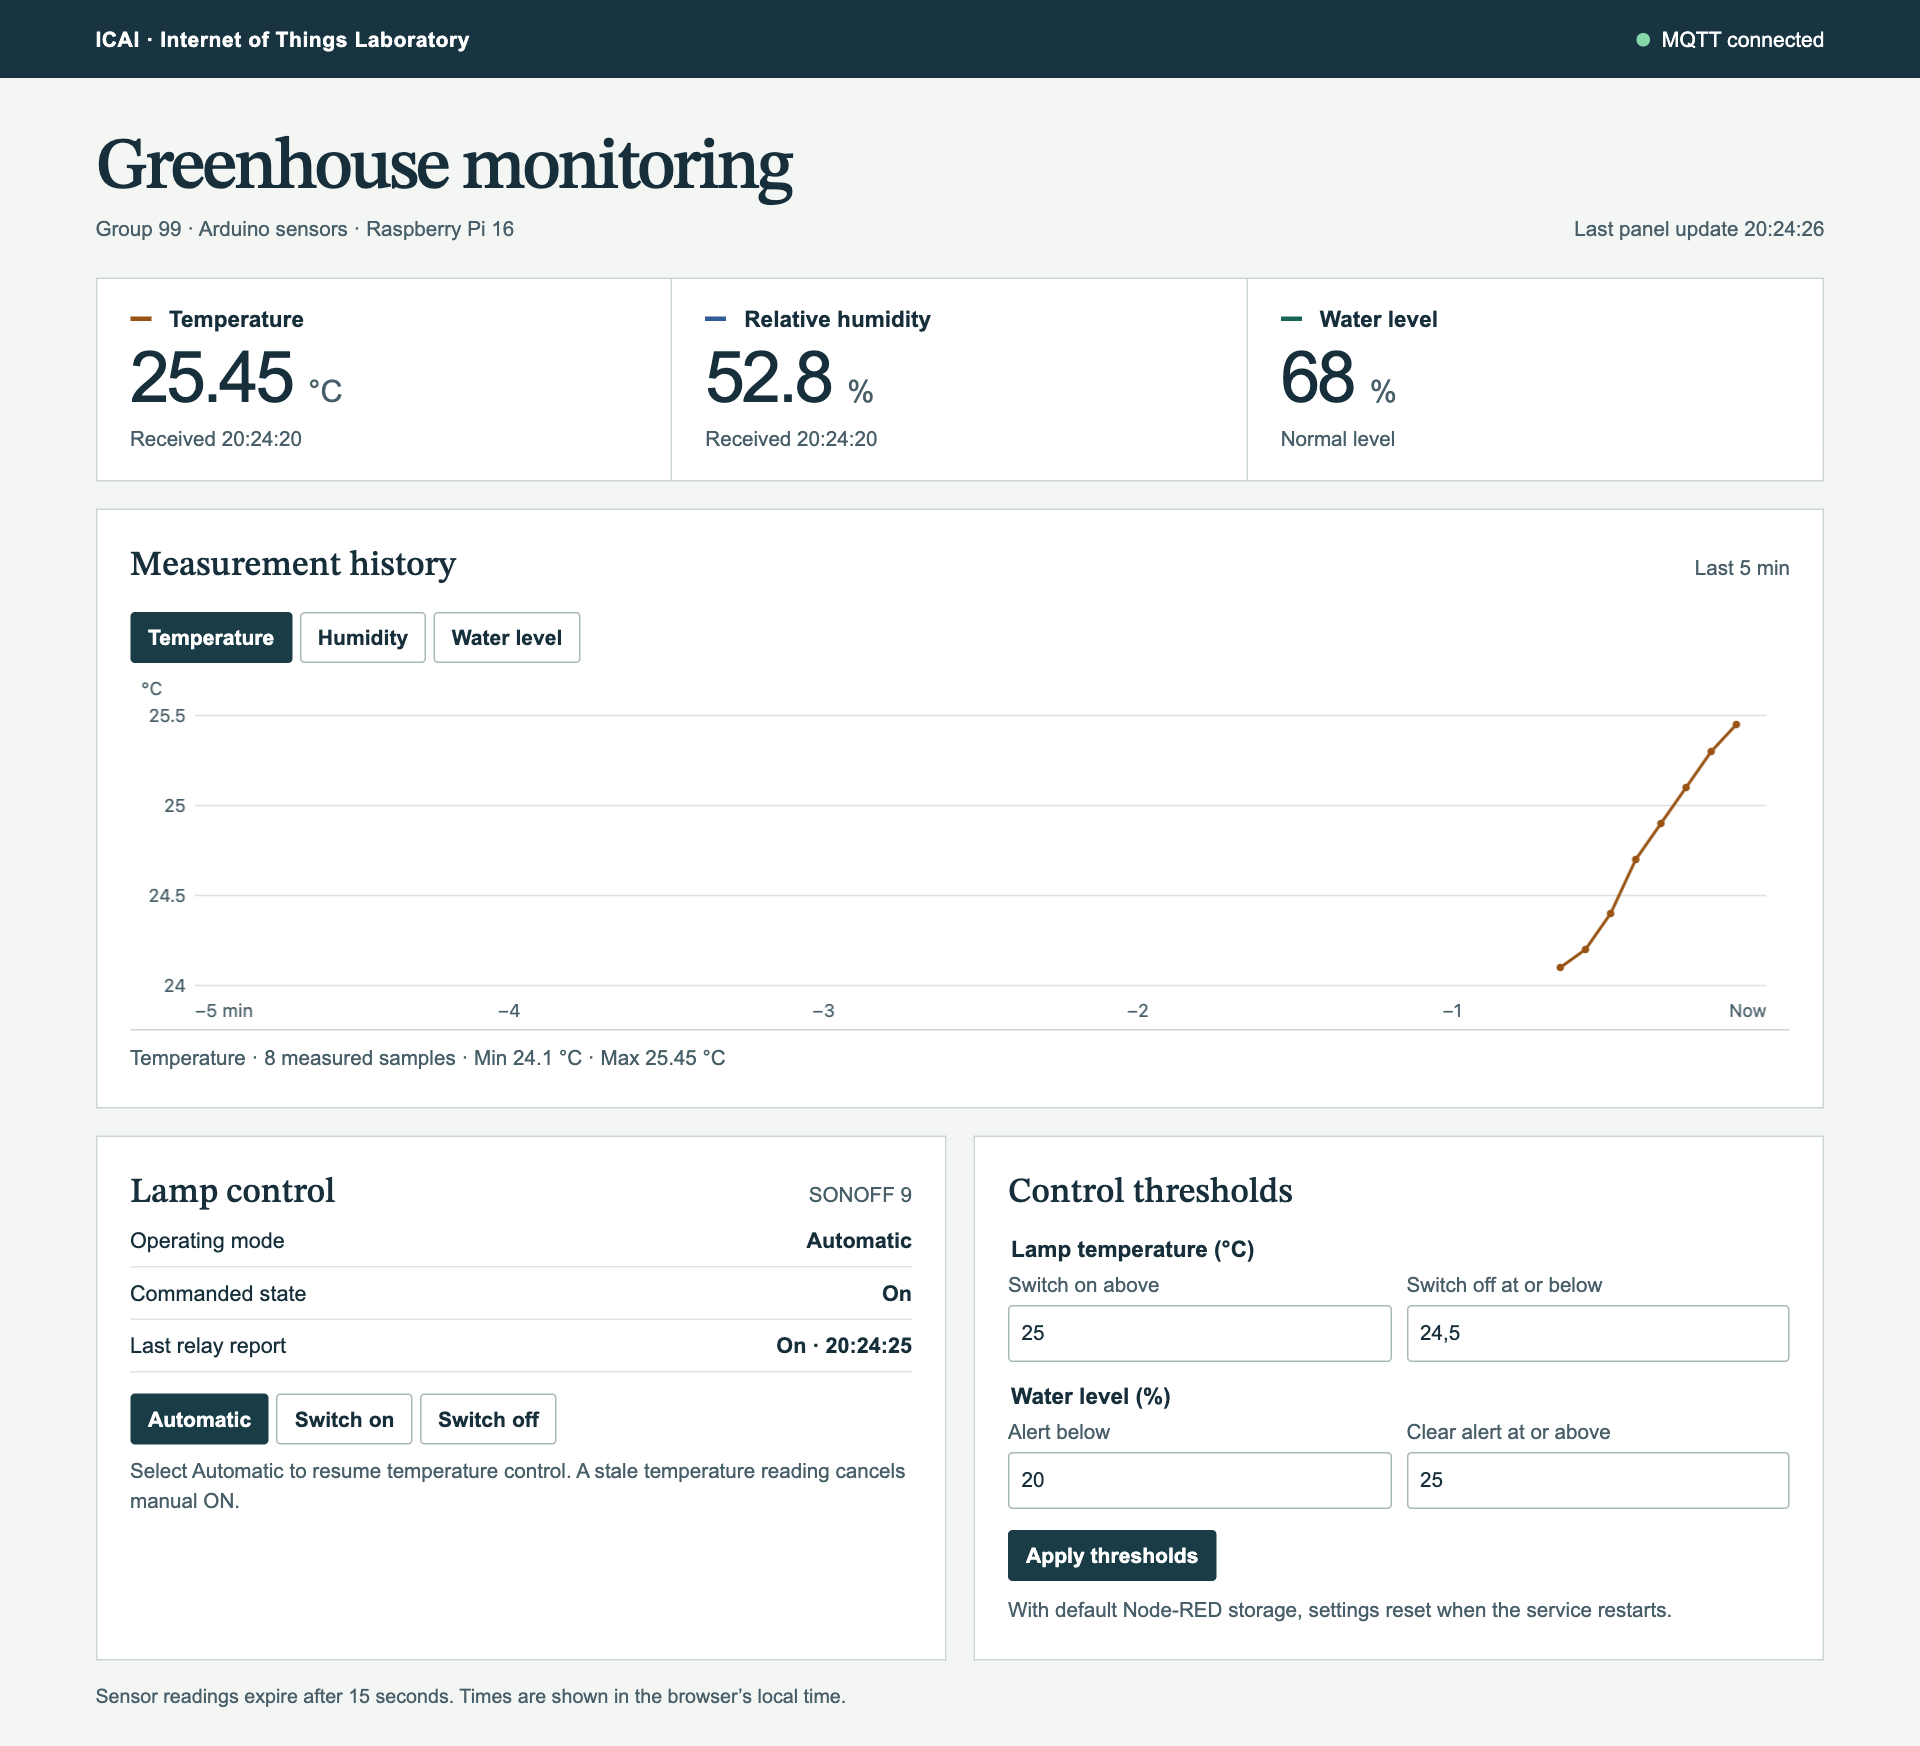 ICAI · Internet of Things Laboratory
MQTT connected
Greenhouse monitoring
Group 99 · Arduino sensors · Raspberry Pi 16
Last panel update 20:24:26
Temperature
25.45 °C
Received 20:24:20
Relative humidity
52.8 %
Received 20:24:20
Water level
68 %
Normal level
Measurement history
Last 5 min
Temperature
Humidity
Water level
°C
25.5
25
24.5
24
–5 min
–4
–3
–2
–1
Now
Temperature · 8 measured samples · Min 24.1 °C · Max 25.45 °C
Lamp control
SONOFF 9
Operating mode
Automatic
Commanded state
On
Last relay report
On · 20:24:25
Automatic
Switch on
Switch off
Select Automatic to resume temperature control. A stale temperature reading cancels
manual ON.
Control thresholds
Lamp temperature (°C)
Switch on above
Switch off at or below
25
24,5
Water level (%)
Alert below
Clear alert at or above
20
25
Apply thresholds
With default Node-RED storage, settings reset when the service restarts.
Sensor readings expire after 15 seconds. Times are shown in the browser’s local time.